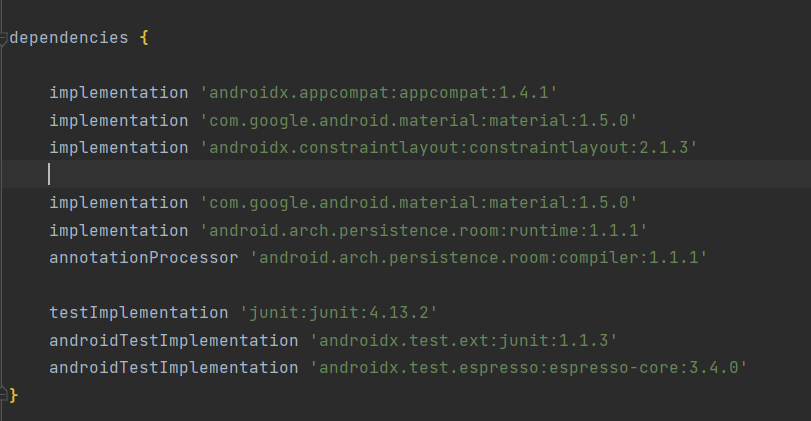 dependencies {
implementation 'androidx.appcompat:appcompat:1.4.1'
implementation 'com.google.android.material:material:1.5.0'
implementation 'androidx.constraintlayout:constraintlayout:2.1.3'
implementation 'com.google.android.material:material:1.5.0'
implementation 'android.arch.persistence.room:runtime:1.1.1'
annotationProcessor 'android.arch.persistence.room:compiler:1.1.1'
testImplementation 'junit:junit:4.13.2'
androidTestImplementation 'androidx.test.ext:junit:1.1.3'
androidTestImplementation 'androidx.test.espresso:espresso-core:3.4.0'
}